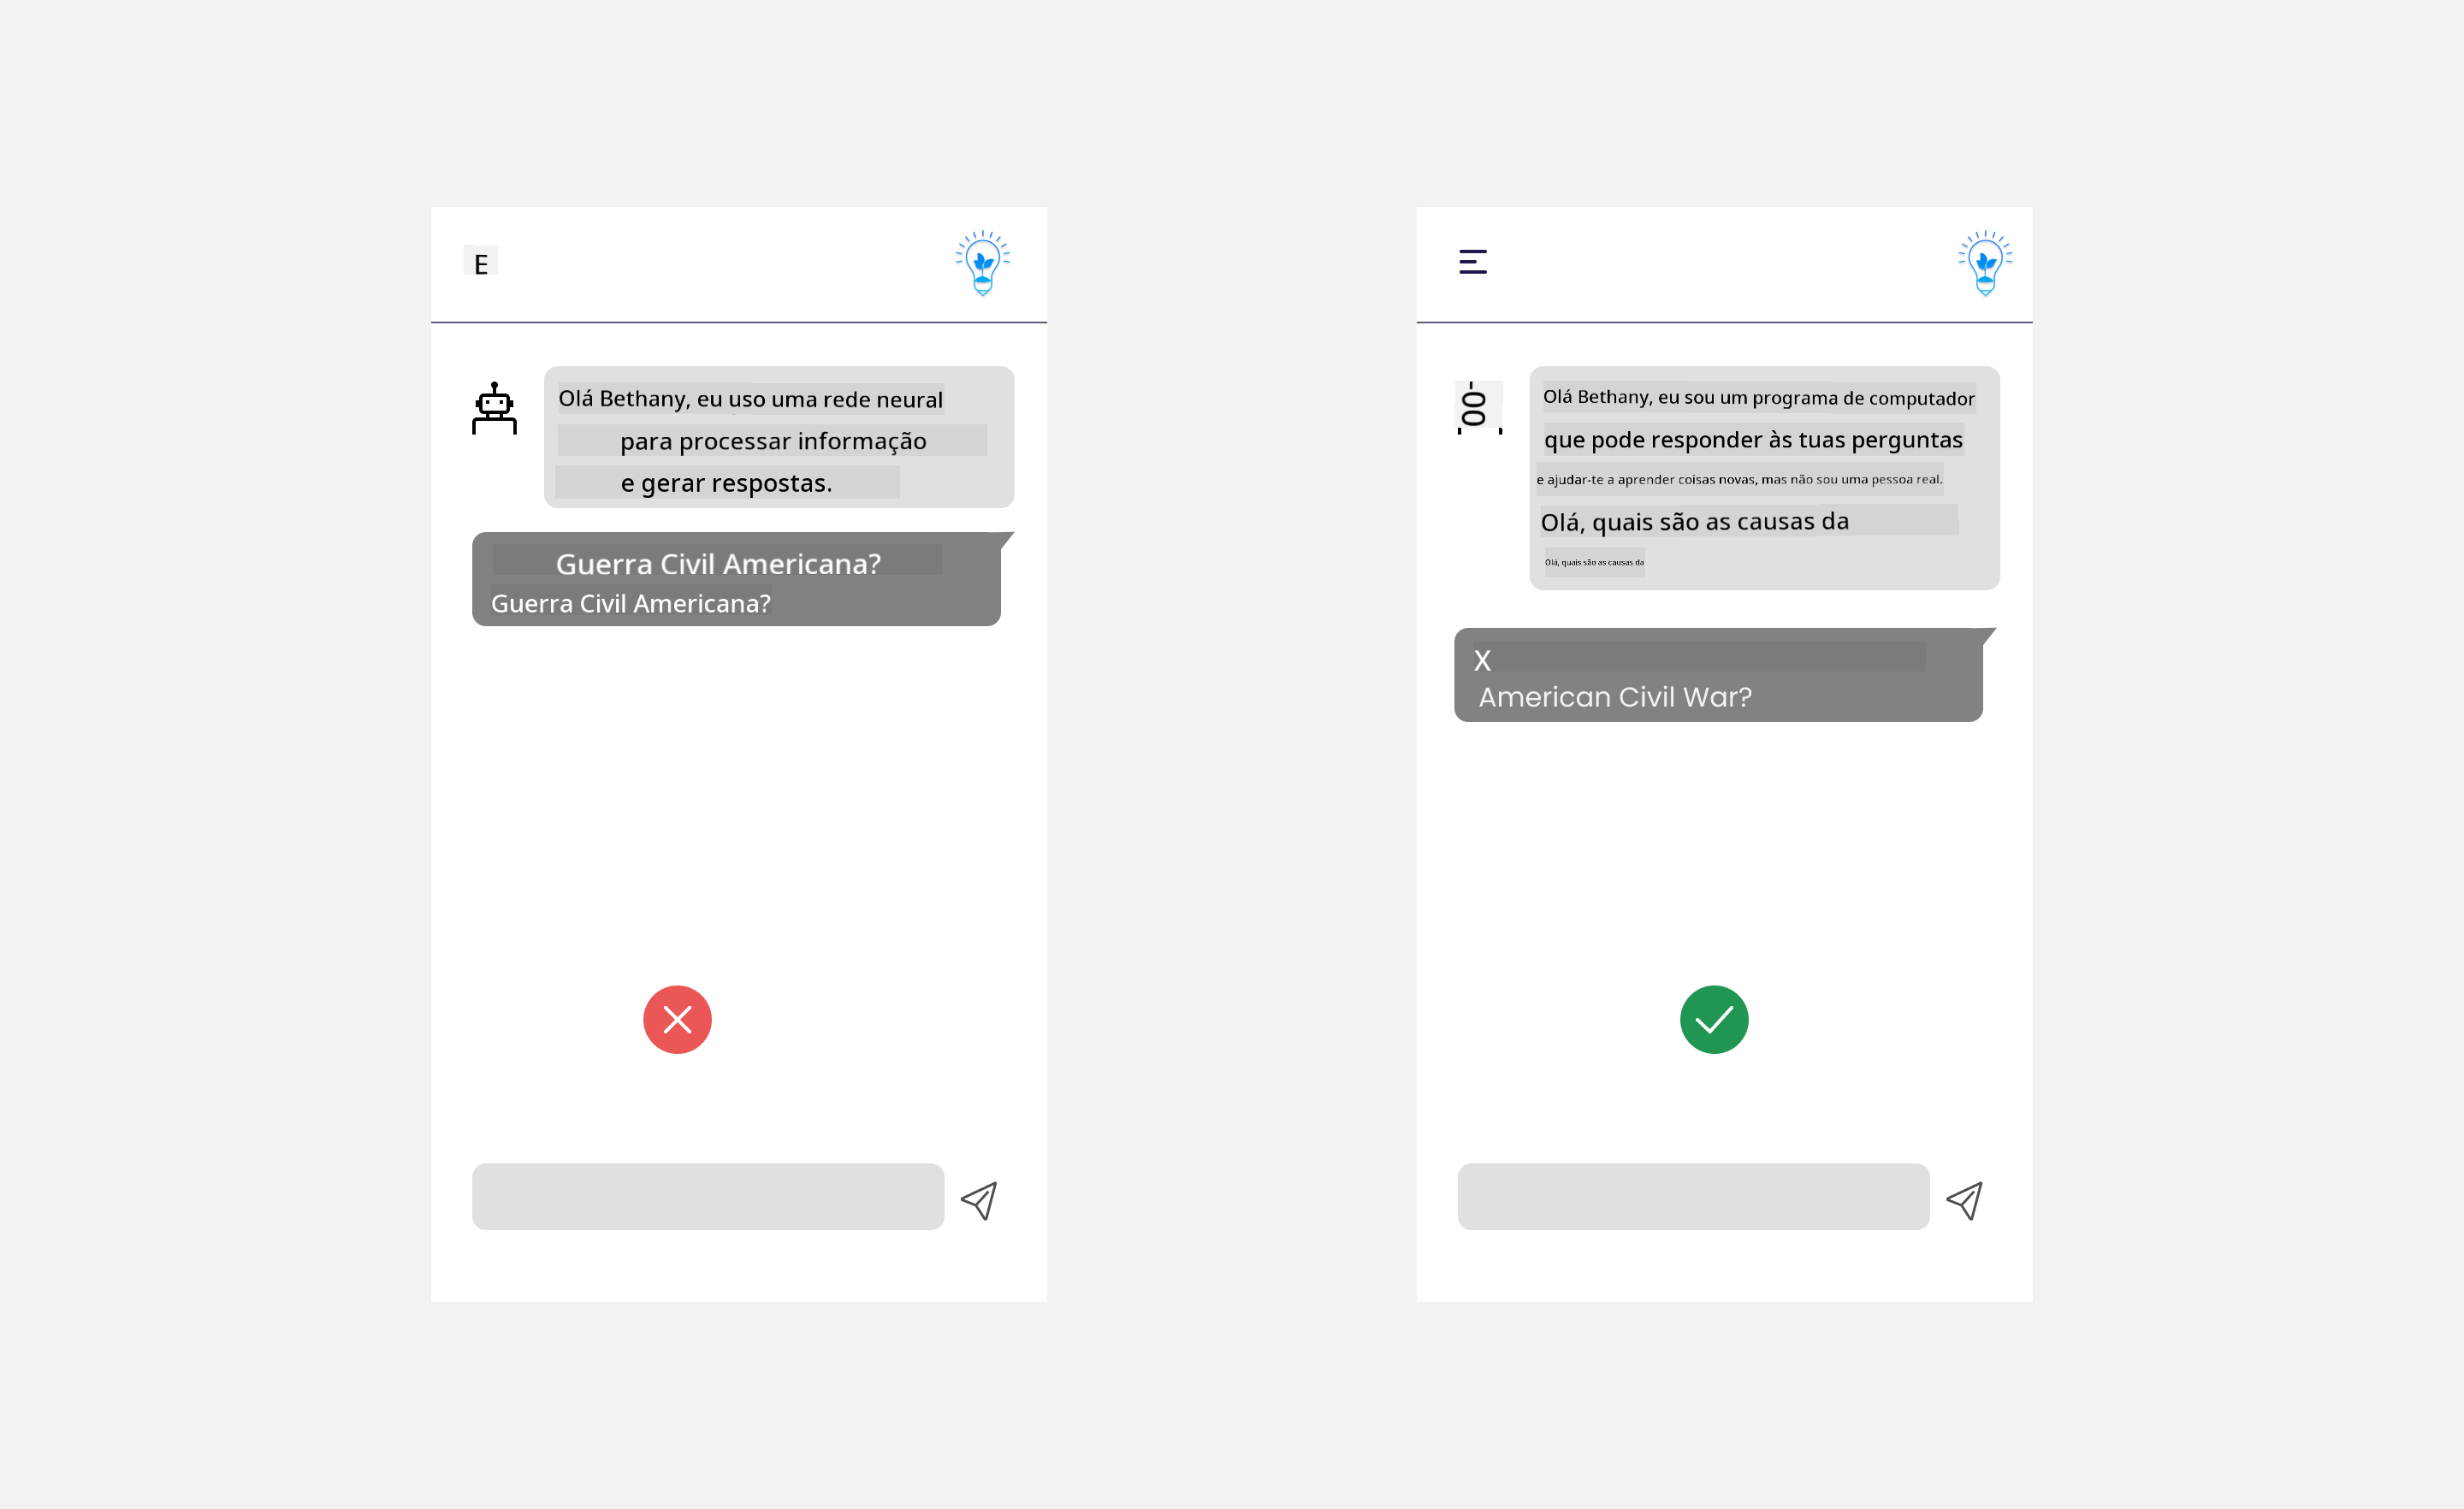 E
Olá Bethany, eu uso uma rede neural
para processar informação
e gerar respostas.
Guerra Civil Americana?
Guerra Civil Americana?
00-
Olá Bethany, eu sou um programa de computador
que pode responder às tuas perguntas
e ajudar-te a aprender coisas novas, mas não sou uma pessoa real.
Olá, quais são as causas da
Olá, quais são as causas da
X
American Civil War?